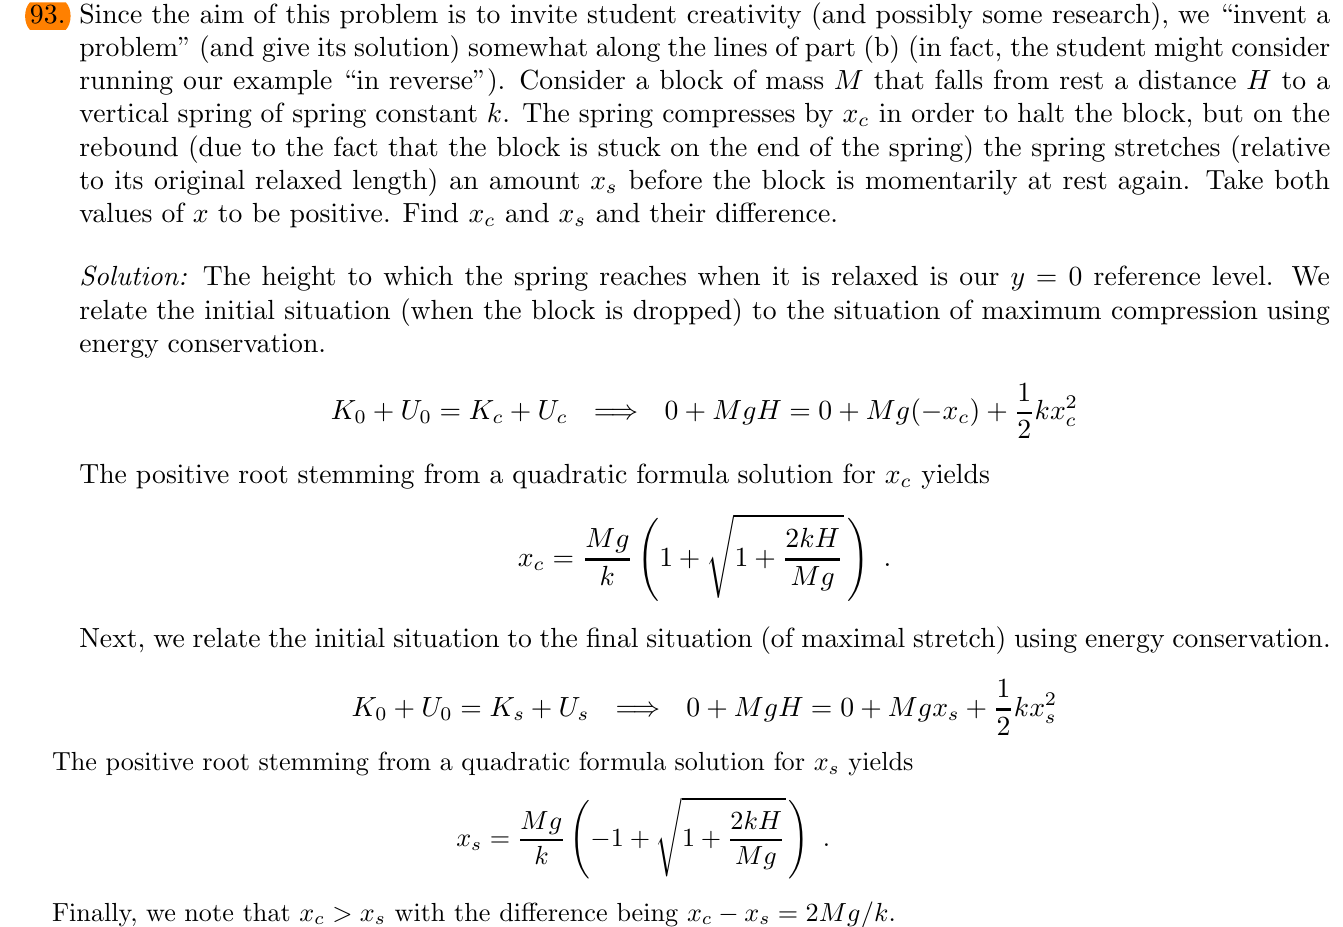 93. Since the aim of this problem is to invite student creativity (and possibly some research), we “invent a
problem” (and give its solution) somewhat along the lines of part (b) (in fact, the student might consider
running our example “in reverse”). Consider a block of mass M that falls from rest a distance H to a
vertical spring of spring constant k. The spring compresses by x_c in order to halt the block, but on the
rebound (due to the fact that the block is stuck on the end of the spring) the spring stretches (relative
to its original relaxed length) an amount x_s before the block is momentarily at rest again. Take both
values of x to be positive. Find x_c and x_s and their difference.
Solution: The height to which the spring reaches when it is relaxed is our y = 0 reference level. We
relate the initial situation (when the block is dropped) to the situation of maximum compression using
energy conservation.
K_0 + U_0 = K_c + U_c ⟹ 0 + MgH = 0 + Mg(−x_c) + \frac{1}{2}kx_c^2
The positive root stemming from a quadratic formula solution for x_c yields
x_c = \frac{Mg}{k} \left( 1 + \sqrt{1 + \frac{2kH}{Mg}} \right) .
Next, we relate the initial situation to the final situation (of maximal stretch) using energy conservation.
K_0 + U_0 = K_s + U_s ⟹ 0 + MgH = 0 + Mgx_s + \frac{1}{2}kx_s^2
The positive root stemming from a quadratic formula solution for x_s yields
x_s = \frac{Mg}{k} \left( −1 + \sqrt{1 + \frac{2kH}{Mg}} \right) .
Finally, we note that x_c > x_s with the difference being x_c − x_s = 2Mg/k.